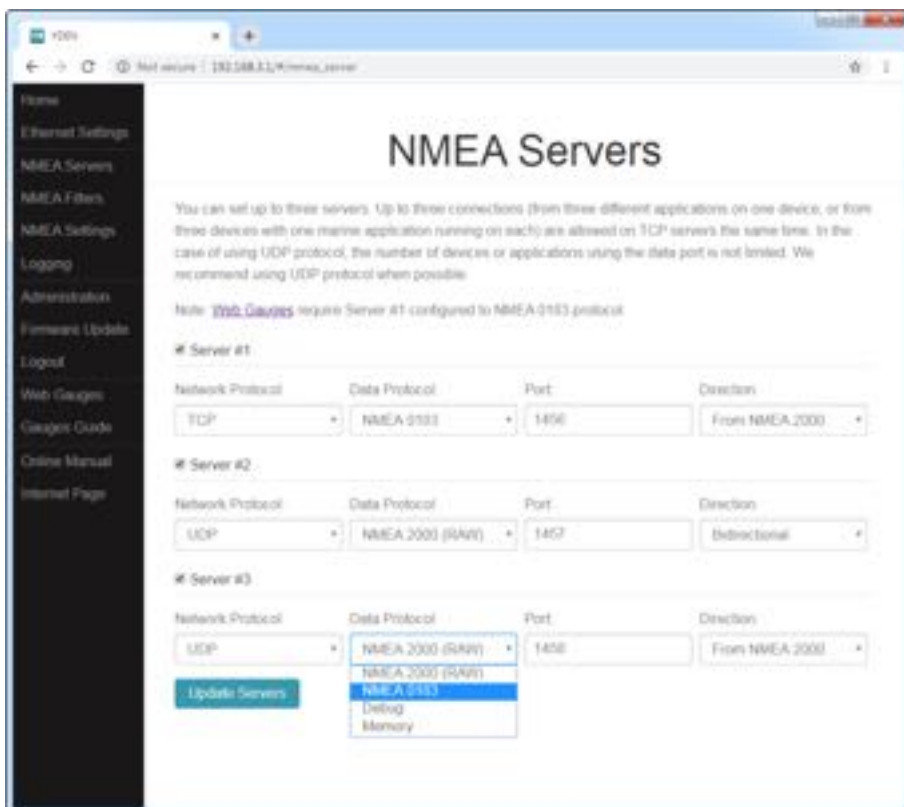 YDEN
Not secure | 192.168.3.1/#/nmea_server
Home
Ethernet Settings
NMEA Servers
NMEA Filters
NMEA Settings
Logging
Administration
Firmware Update
Logout
Web Gauges
Gauges Guide
Online Manual
Internet Page
NMEA Servers
You can set up to three servers. Up to three connections (from three different applications on one device, or from
three devices with one marine application running on each) are allowed on TCP servers the same time. In the
case of using UDP protocol, the number of devices or applications using the data port is not limited. We
recommend using UDP protocol when possible.
Note: Web Gauges require Server #1 configured to NMEA 0183 protocol
Server #1
Network Protocol Data Protocol Port Direction
TCP NMEA 0183 1456 From NMEA 2000
Server #2
Network Protocol Data Protocol Port Direction
UDP NMEA 2000 (RAW) 1457 Bidirectional
Server #3
Network Protocol Data Protocol Port Direction
UDP NMEA 2000 (RAW) 1458 From NMEA 2000
NMEA 2000 (RAW)
NMEA 0183
Debug
Memory
Update Servers